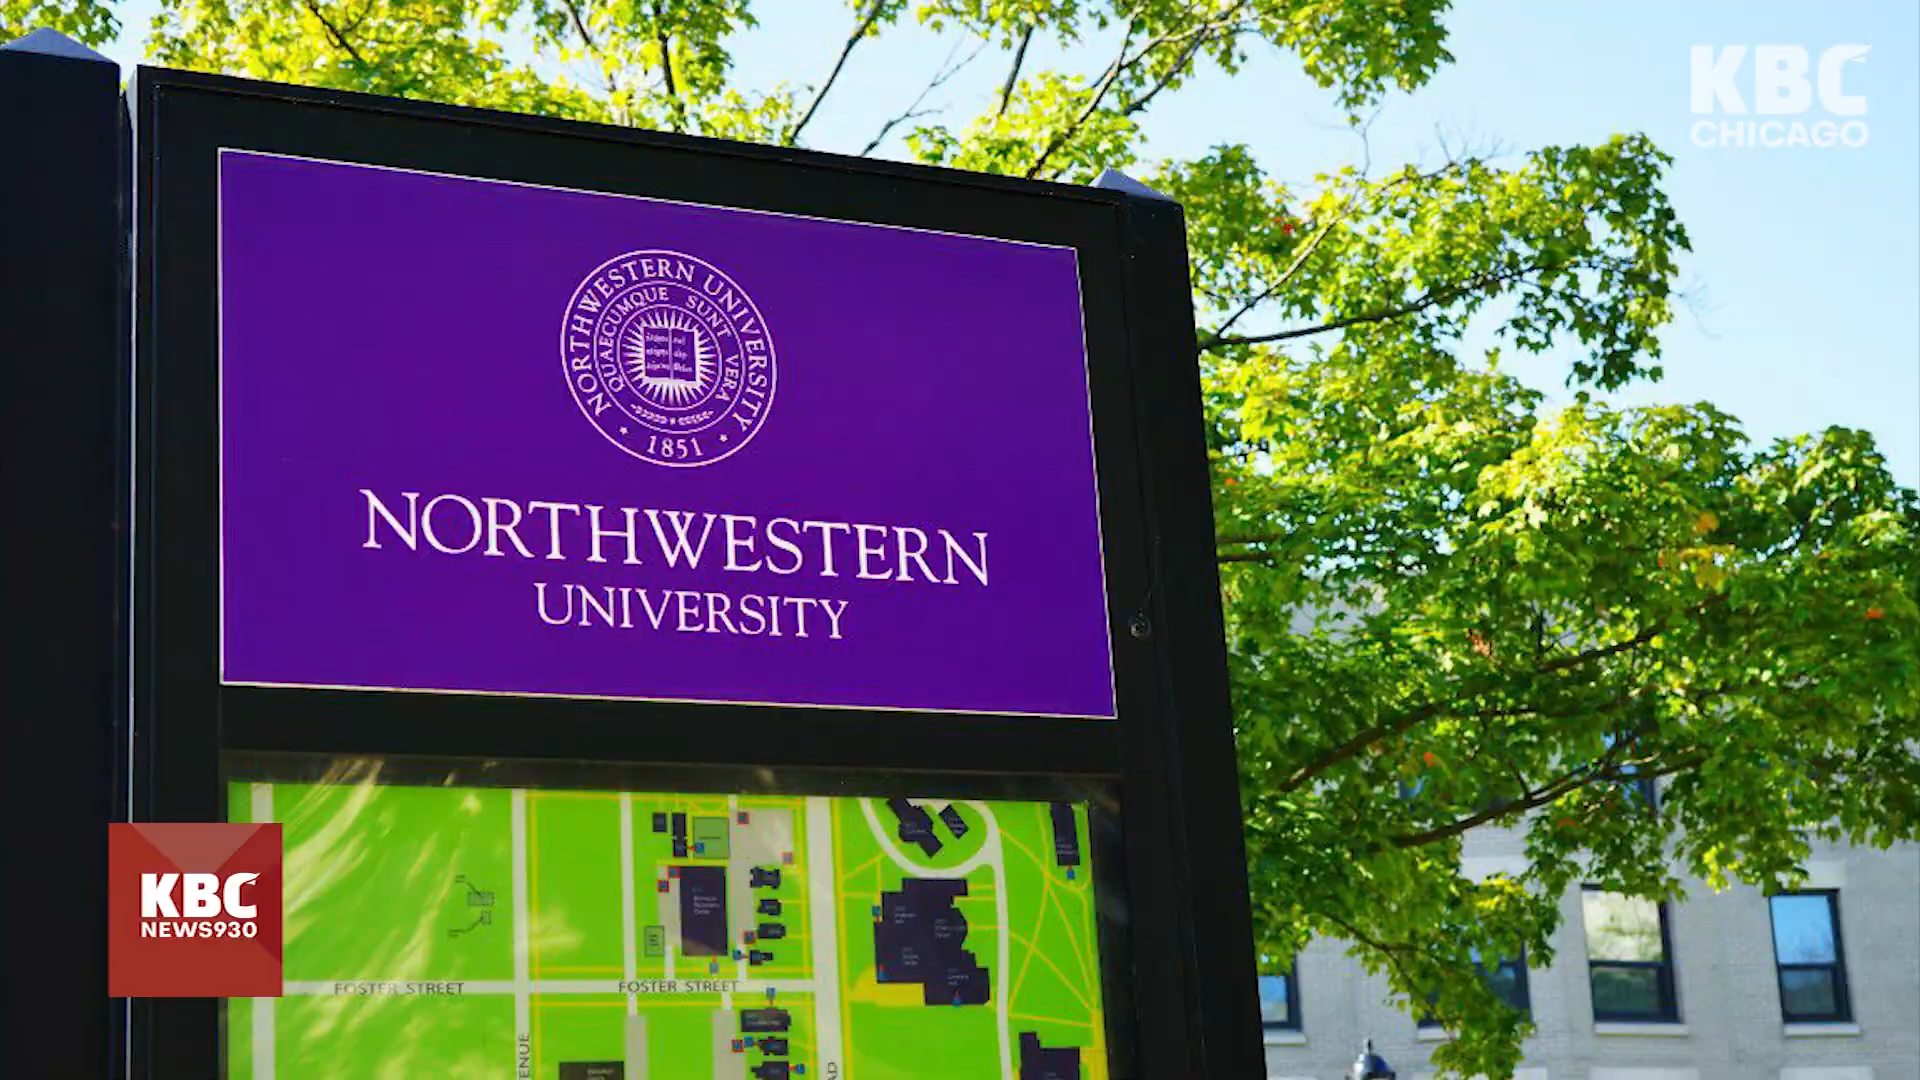 KBC
CHICAGO
NORTHWESTERN UNIVERSITY
QUAECUMQUE SUNT VERA
1851
NORTHWESTERN
UNIVERSITY
KBC
NEWS930
FOSTER STREET
FOSTER STREET